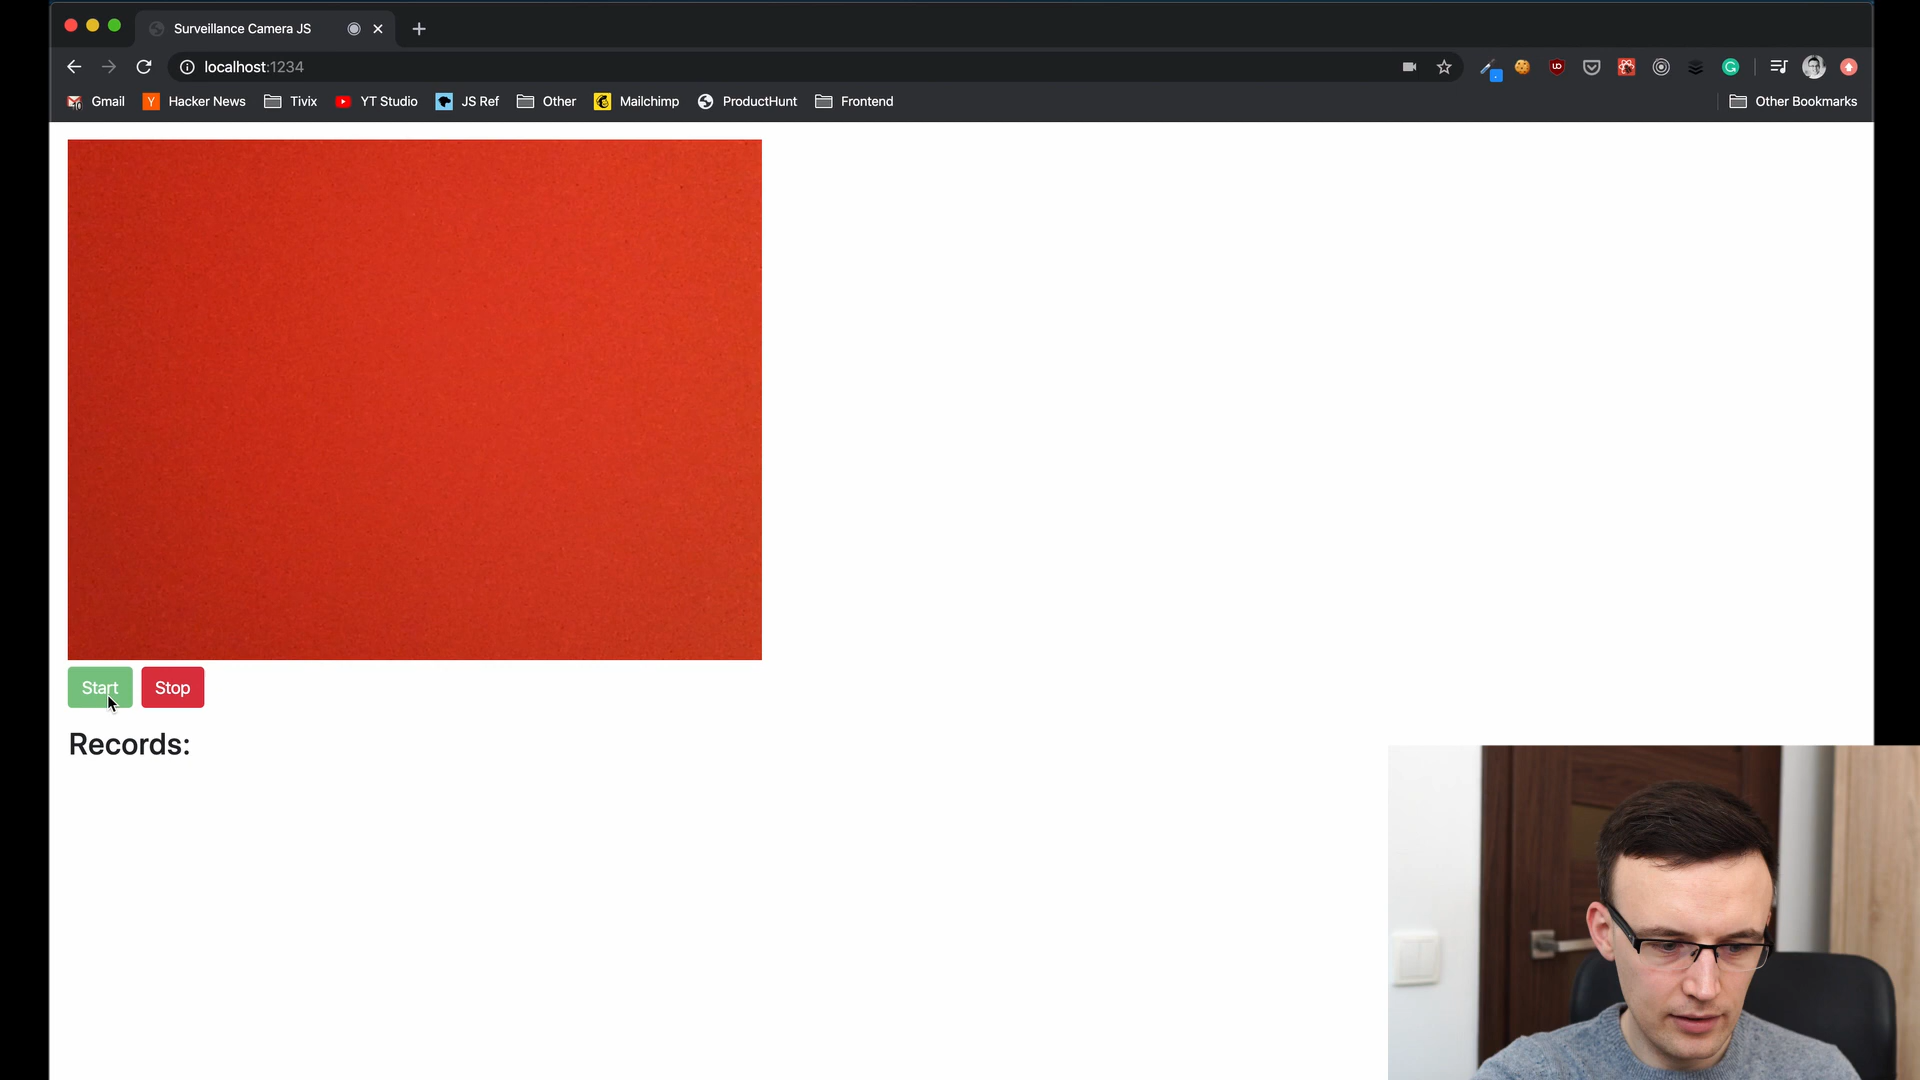 Surveillance Camera JS
localhost:1234
Gmail Y Hacker News Tivix YT Studio JS Ref Other Mailchimp ProductHunt Frontend Other Bookmarks
Start Stop
Records: